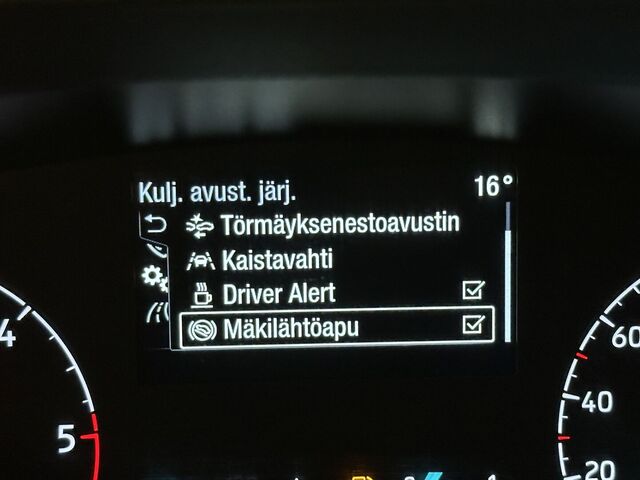 Kulj. avust. järj. 16°
Törmäyksenestoavustin
Kaistavahti
Driver Alert
Mäkilähtöapu
4
5
60
40
20